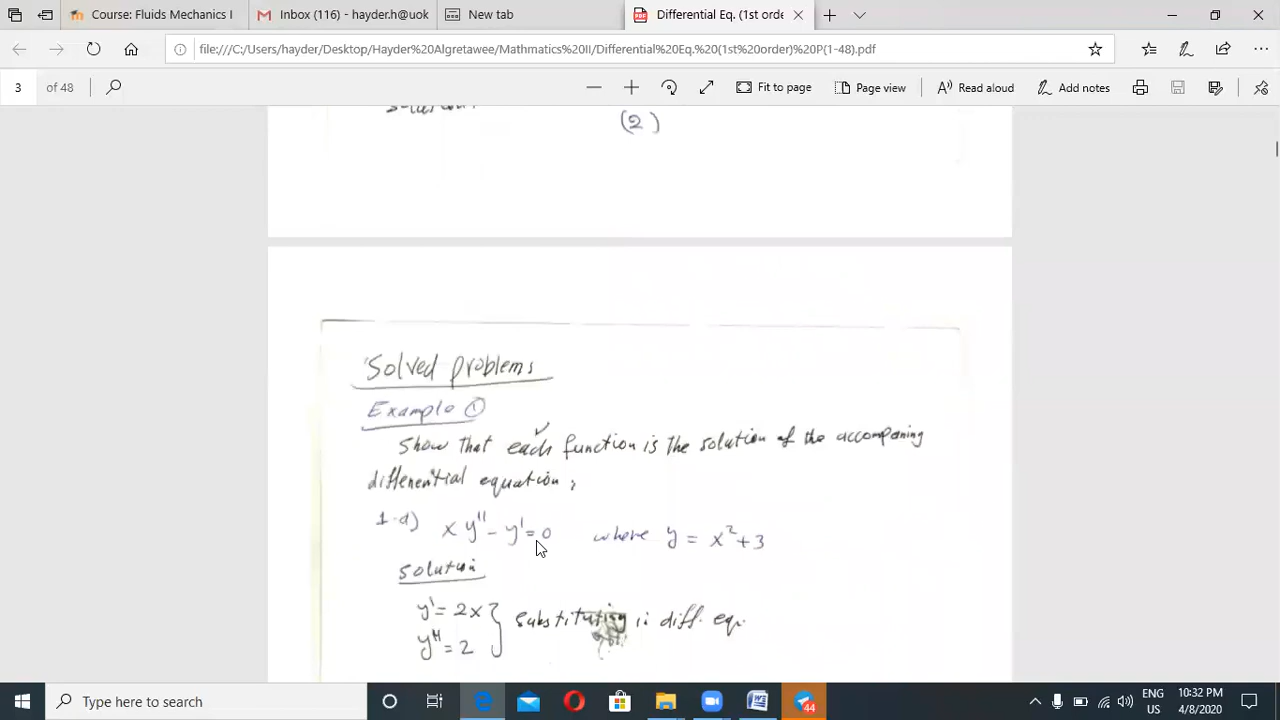 Course: Fluids Mechanics I
Inbox (116) - hayder.h@uok
New tab
Differential Eq. (1st orde
file:///C:/Users/hayder/Desktop/Hayder%20Algretawee/Mathmatics%20II/Differential%20Eq.%20(1st%20order)%20P(1-48).pdf
3 of 48
Fit to page
Page view
Read aloud
Add notes
(2)
Solved problems
Example ①
Show that each function is the solution of the accompaning
differential equation;
1-a) x y'' - y' = 0 where y = x² + 3
solution
y' = 2x } substituting in diff. eq.
y'' = 2
Type here to search
44
ENG
US
10:32 PM
4/8/2020